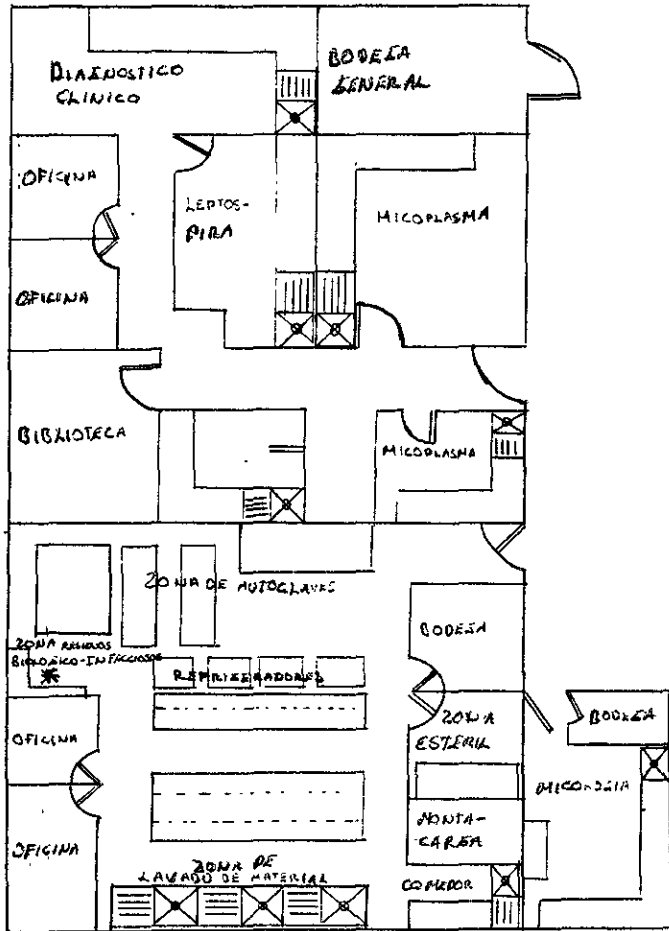 DIAGNOSTICO
CLINICO
BODEGA
GENERAL
OFICINA
LEPTOS-
PIRA
MICOPLASMA
OFICINA
BIBLIOTECA
MICOPLASMA
ZONA DE AUTOCLAVES
BODEGA
ZONA RESIDUOS
BIOLOGICO-INFECCIOSOS
REFRIGERADORES
OFICINA
ZONA
ESTERIL
BODEGA
MICOLOGIA
MONTA-
CARGA
OFICINA
ZONA DE
LAVADO DE MATERIAL
COMEDOR